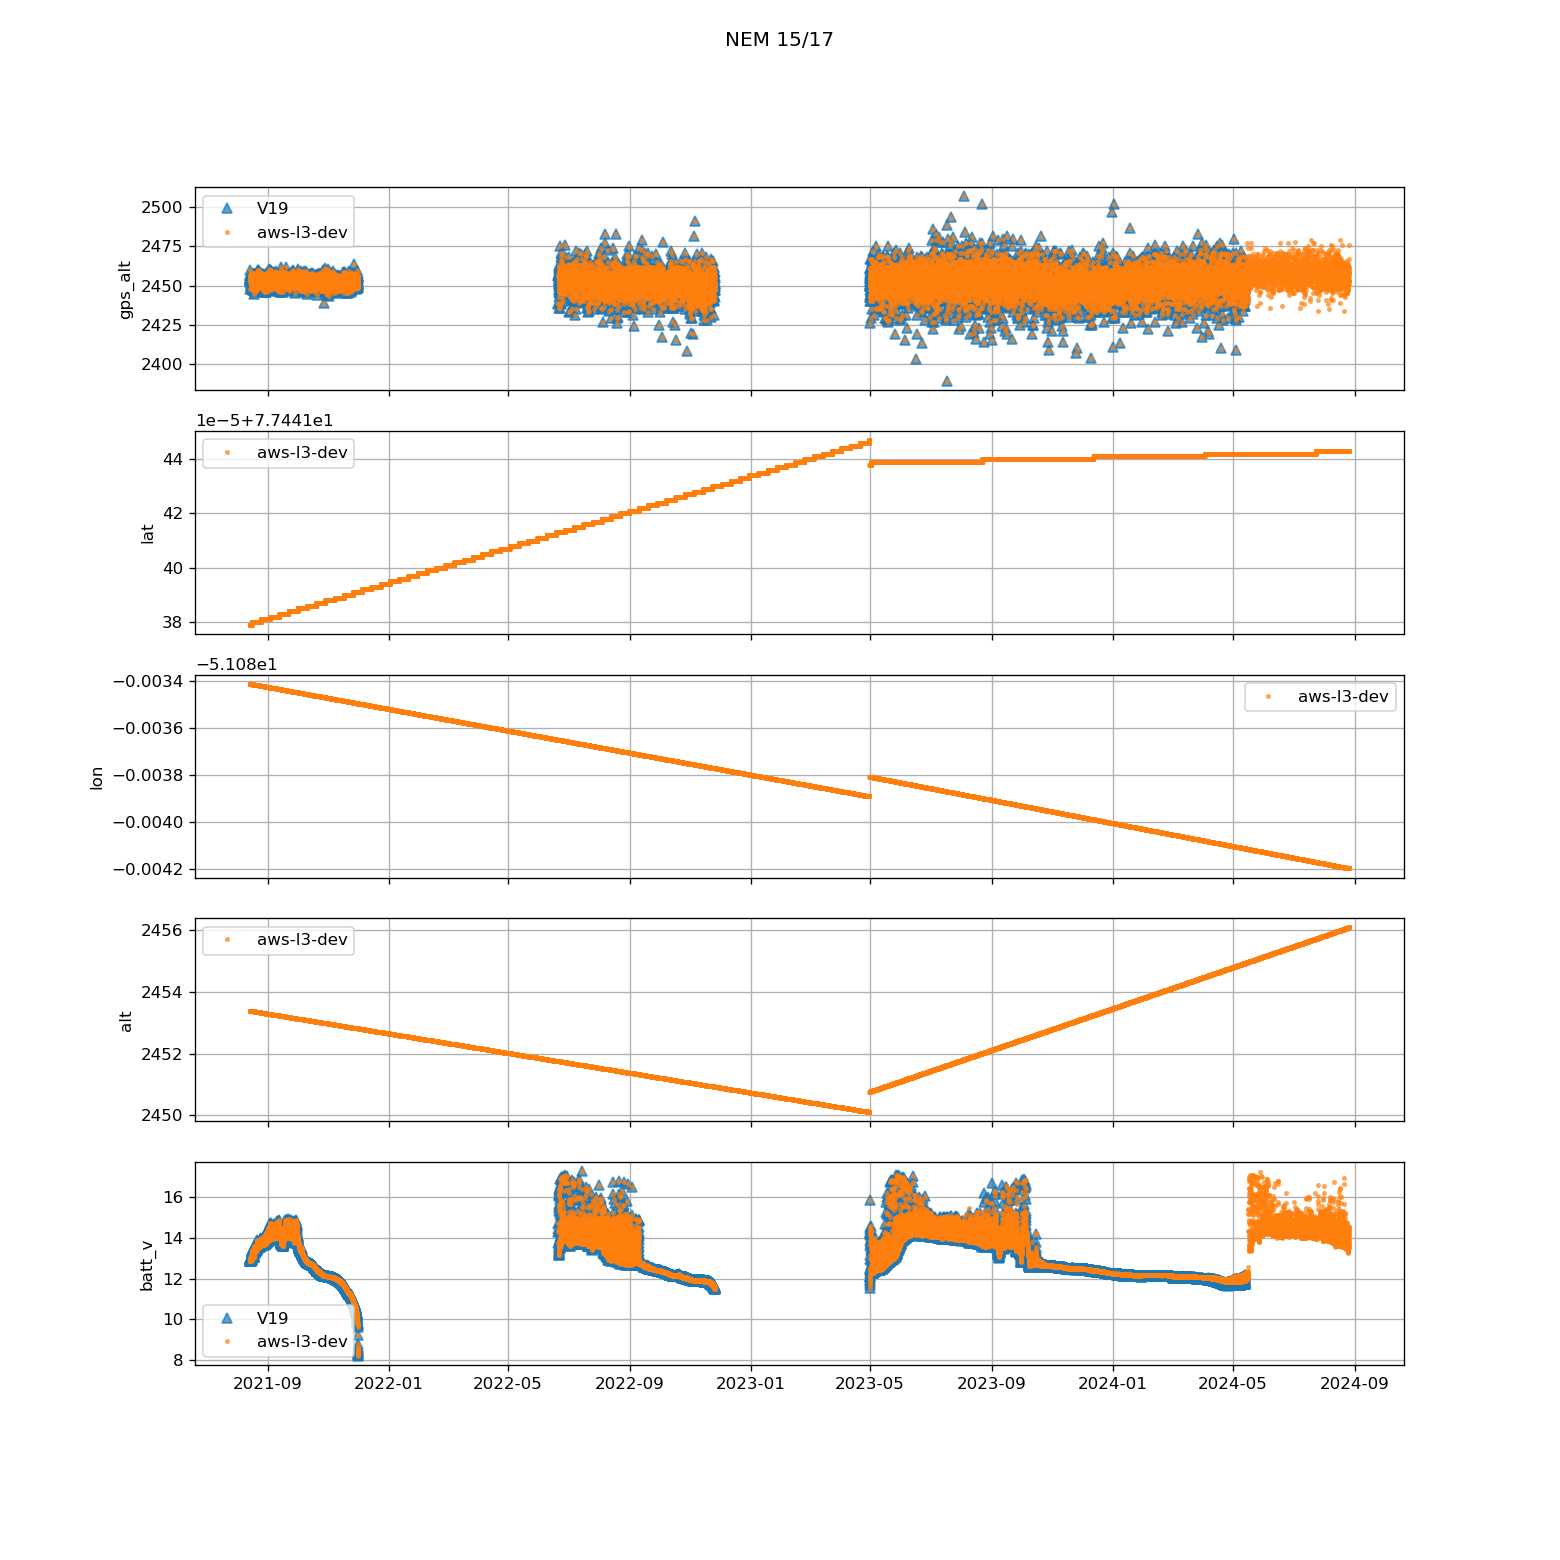 NEM 15/17
V19
aws-l3-dev
2500
2475
2450
2425
2400
gps_alt
1e−5+7.7441e1
aws-l3-dev
44
42
40
38
lat
−5.108e1
aws-l3-dev
−0.0034
−0.0036
−0.0038
−0.0040
−0.0042
lon
aws-l3-dev
2456
2454
2452
2450
alt
16
14
12
10
8
batt_v
V19
aws-l3-dev
2021-09 2022-01 2022-05 2022-09 2023-01 2023-05 2023-09 2024-01 2024-05 2024-09